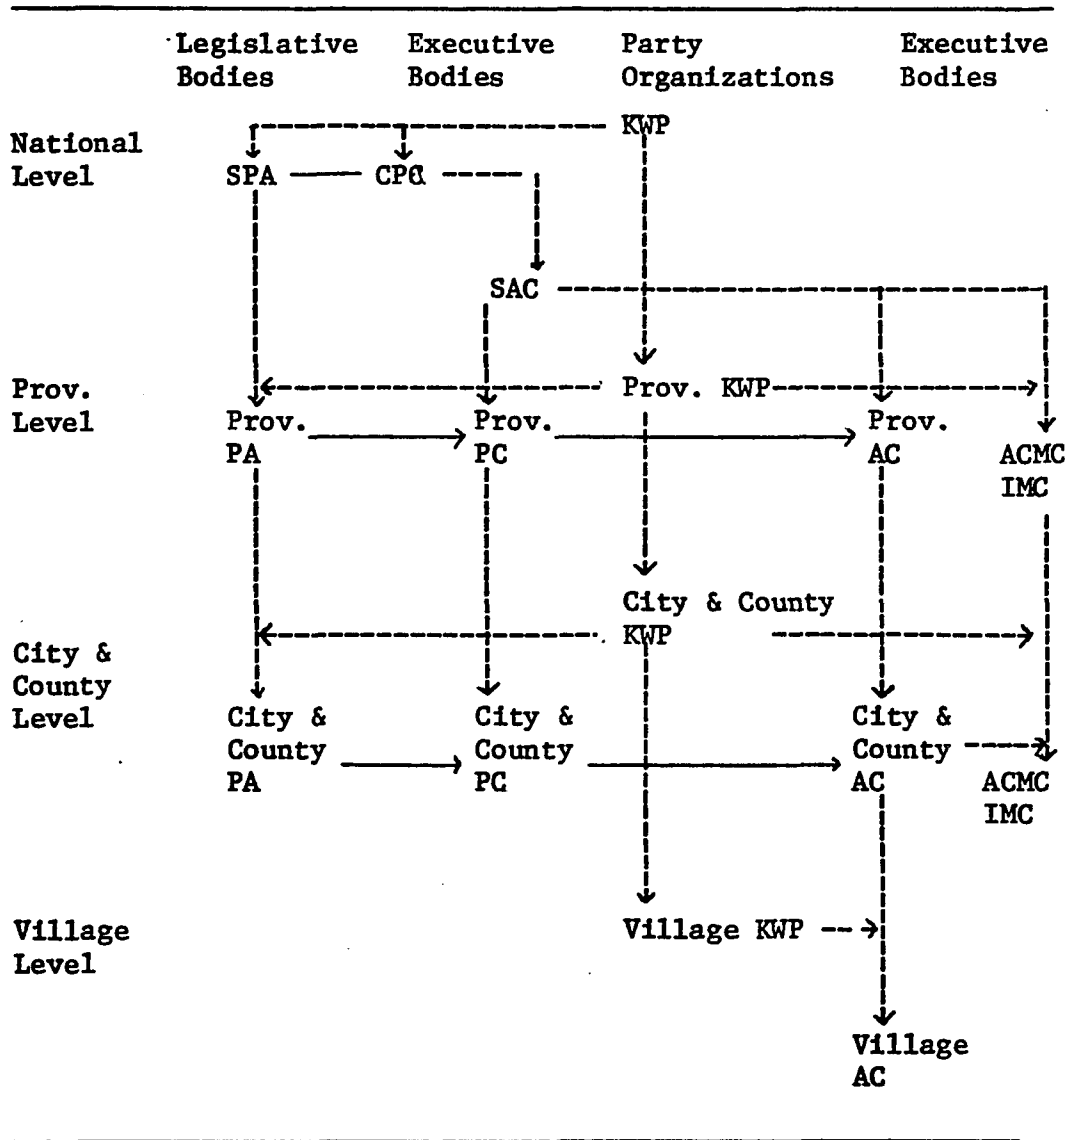 Legislative Executive Party Executive
Bodies Bodies Organizations Bodies
KWP
National
Level SPA CPC
SAC
Prov. Prov. KWP
Level Prov. Prov. Prov.
PA PC AC ACMC
IMC
City & County
KWP
City &
County
Level City & City & City &
County County County
PA PC AC ACMC
IMC
Village Village KWP
Level
Village
AC